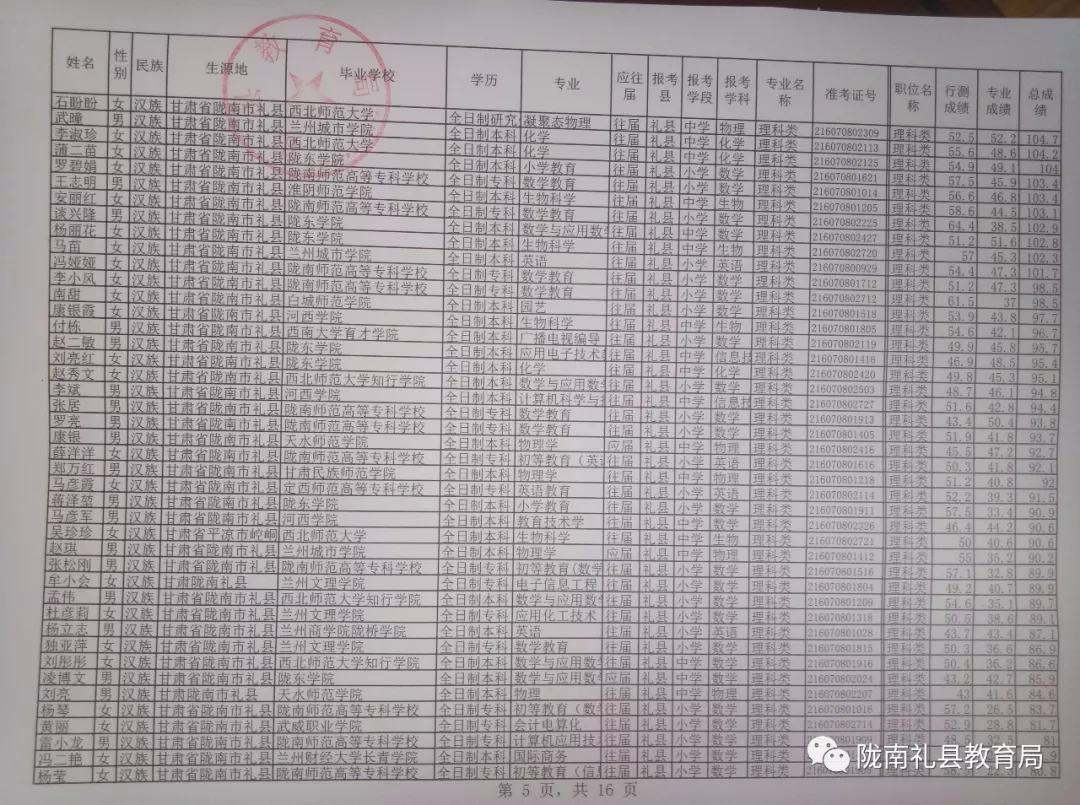 姓名 性别 民族 生源地 毕业学校 学历 专业 应往届 报考县 报考学段 报考学科 专业名称 准考证号 职位名称 行测成绩 专业成绩 总成绩
石盼盼 女 汉族 甘肃省陇南市礼县 西北师范大学 全日制研究 凝聚态物理 往届 礼县 中学 物理 理科类 216070802309 理科类 52.5 52.2 104.7
武瞳 男 汉族 甘肃省陇南市礼县 兰州城市学院 全日制本科 化学 往届 礼县 中学 化学 理科类 216070802113 理科类 55.6 48.6 104.2
李淑珍 女 汉族 甘肃省陇南市礼县 西北师范大学 全日制本科 化学 往届 礼县 中学 化学 理科类 216070802125 理科类 54.9 49.1 104
蒲二苗 女 汉族 甘肃省陇南市礼县 陇东学院 全日制本科 小学教育 往届 礼县 小学 数学 理科类 216070801621 理科类 57.5 45.9 103.4
罗碧娟 女 汉族 甘肃省陇南市礼县 陇南师范高等专科学校 全日制专科 数学教育 往届 礼县 小学 数学 理科类 216070801014 理科类 56.6 46.8 103.4
王志明 男 汉族 甘肃省陇南市礼县 淮阴师范学院 全日制本科 生物科学 往届 礼县 中学 生物 理科类 216070801205 理科类 58.6 44.5 103.1
安丽红 女 汉族 甘肃省陇南市礼县 陇南师范高等专科学校 全日制专科 数学教育 往届 礼县 小学 数学 理科类 216070802225 理科类 64.4 38.5 102.9
谈兴隆 男 汉族 甘肃省陇南市礼县 陇东学院 全日制本科 数学与应用数学 往届 礼县 小学 数学 理科类 216070802427 理科类 51.2 51.6 102.8
杨丽花 女 汉族 甘肃省陇南市礼县 陇东学院 全日制本科 生物科学 往届 礼县 中学 生物 理科类 216070802720 理科类 57 45.3 102.3
马苗 女 汉族 甘肃省陇南市礼县 兰州城市学院 全日制本科 英语 往届 礼县 小学 英语 理科类 216070800929 理科类 54.4 47.3 101.7
冯娅娅 女 汉族 甘肃省陇南市礼县 陇南师范高等专科学校 全日制专科 数学教育 往届 礼县 小学 数学 理科类 216070801712 理科类 51.2 47.3 98.5
李小凤 女 汉族 甘肃省陇南市礼县 陇南师范高等专科学校 全日制专科 数学教育 往届 礼县 小学 数学 理科类 216070802712 理科类 61.5 37 98.5
南甜 女 汉族 甘肃省陇南市礼县 白城师范学院 全日制本科 园艺 往届 礼县 小学 数学 理科类 216070801518 理科类 53.9 43.8 97.7
康银霞 女 汉族 甘肃省陇南市礼县 河西学院 全日制本科 生物科学 往届 礼县 中学 生物 理科类 216070801805 理科类 54.6 42.1 96.7
付栋 男 汉族 甘肃省陇南市礼县 西南大学育才学院 全日制本科 广播电视编导 往届 礼县 小学 数学 理科类 216070802119 理科类 49.9 45.8 95.7
赵二敏 女 汉族 甘肃省陇南市礼县 陇东学院 全日制本科 应用电子技术教 往届 礼县 中学 信息技 理科类 216070801416 理科类 46.9 48.5 95.4
刘亮红 女 汉族 甘肃省陇南市礼县 陇东学院 全日制本科 化学 往届 礼县 中学 化学 理科类 216070802420 理科类 49.8 45.3 95.1
赵秀文 女 汉族 甘肃省陇南市礼县 西北师范大学知行学院 全日制本科 数学与应用数学 往届 礼县 小学 数学 理科类 216070802503 理科类 48.7 46.1 94.8
李斌 男 汉族 甘肃省陇南市礼县 河西学院 全日制本科 计算机科学与 往届 礼县 中学 信息技 理科类 216070802727 理科类 51.6 42.8 94.4
张居 男 汉族 甘肃省陇南市礼县 陇南师范高等专科学校 全日制专科 数学教育 往届 礼县 小学 数学 理科类 216070801913 理科类 43.4 50.4 93.8
罗亮 男 汉族 甘肃省陇南市礼县 陇南师范高等专科学校 全日制专科 数学教育 往届 礼县 小学 数学 理科类 216070801405 理科类 51.9 41.8 93.7
康银 男 汉族 甘肃省陇南市礼县 天水师范学院 全日制本科 物理学 应届 礼县 中学 物理 理科类 216070802416 理科类 45.5 47.2 92.7
薛洋洋 女 汉族 甘肃省陇南市礼县 陇南师范高等专科学校 全日制专科 初等教育（英 往届 礼县 小学 英语 理科类 216070801616 理科类 50.3 41.8 92.1
郑万红 男 汉族 甘肃省陇南市礼县 甘肃民族师范学院 全日制本科 物理学 往届 礼县 中学 物理 理科类 216070801218 理科类 51.2 40.8 92
马彦霞 女 汉族 甘肃省陇南市礼县 定西师范高等专科学校 全日制专科 英语教育 往届 礼县 小学 英语 理科类 216070802114 理科类 52.2 39.3 91.5
蒋泽堃 男 汉族 甘肃省陇南市礼县 陇东学院 全日制本科 小学教育 往届 礼县 小学 数学 理科类 216070801911 理科类 57.5 33.4 90.9
马彦军 男 汉族 甘肃省陇南市礼县 河西学院 全日制本科 教育技术学 往届 礼县 中学 数学 理科类 216070802326 理科类 46.4 44.2 90.6
吴珍珍 女 汉族 甘肃省平凉市崆峒 西北师范大学 全日制本科 生物科学 往届 礼县 中学 生物 理科类 216070802721 理科类 50 40.6 90.6
赵琪 男 汉族 甘肃省陇南市礼县 兰州城市学院 全日制本科 物理学 应届 礼县 中学 物理 理科类 216070801412 理科类 55 35.2 90.2
张松刚 男 汉族 甘肃省陇南市礼县 陇南师范高等专科学校 全日制专科 初等教育（数学 往届 礼县 小学 数学 理科类 216070801516 理科类 57.1 32.8 89.9
牟小会 女 汉族 甘肃陇南礼县 兰州文理学院 全日制专科 电子信息工程 往届 礼县 小学 数学 理科类 216070801804 理科类 49.2 40.7 89.9
孟伟 男 汉族 甘肃省陇南市礼县 西北师范大学知行学院 全日制本科 数学与应用数 往届 礼县 小学 数学 理科类 216070801209 理科类 54.6 35.1 89.7
杜彦莉 女 汉族 甘肃省陇南市礼县 兰州文理学院 全日制专科 应用化工技术 往届 礼县 小学 数学 理科类 216070801318 理科类 50.5 38.6 89.1
杨立志 男 汉族 甘肃省陇南市礼县 兰州商学院陇桥学院 全日制本科 英语 往届 礼县 小学 英语 理科类 216070801028 理科类 43.7 43.4 87.1
独亚萍 女 汉族 甘肃省陇南市礼县 兰州文理学院 全日制专科 数学教育 往届 礼县 小学 数学 理科类 216070801815 理科类 50.3 36.6 86.9
刘彤彤 女 汉族 甘肃省陇南市礼县 西北师范大学知行学院 全日制本科 数学与应用数 往届 礼县 中学 数学 理科类 216070801916 理科类 50.4 36.2 86.6
凌博文 男 汉族 甘肃省陇南市礼县 陇东学院 全日制本科 数学与应用数 应届 礼县 小学 数学 理科类 216070802024 理科类 43.2 42.7 85.9
刘亮 男 汉族 甘肃陇南市礼县 天水师范学院 全日制本科 物理 往届 礼县 中学 物理 理科类 216070802207 理科类 43 41.6 84.6
杨琴 女 汉族 甘肃省陇南市礼县 陇南师范高等专科学校 全日制专科 初等教育（数 往届 礼县 小学 数学 理科类 216070801016 理科类 57.2 26.5 83.7
黄丽 女 汉族 甘肃省陇南市礼县 武威职业学院 全日制专科 会计电算化 往届 礼县 小学 数学 理科类 216070802714 理科类 52.9 28.8 81.7
雷小龙 男 汉族 甘肃省陇南市礼县 陇南师范高等专科学校 全日制专科 计算机应用技 往届 礼县 小学 数学 理科类 216070801909 理科类 48.5 32.5 81
冯二艳 女 汉族 甘肃省陇南市礼县 兰州财经大学长青学院 全日制本科 国际商务 往届 礼县 小学 数学 理科类
杨莹 女 汉族 甘肃省陇南市礼县 陇南师范高等专科学校 全日制专科 初等教育（信 往届 礼县 小学 数学 理科类 理科类 80.8
第 5 页，共 16 页
陇南礼县教育局
教育局